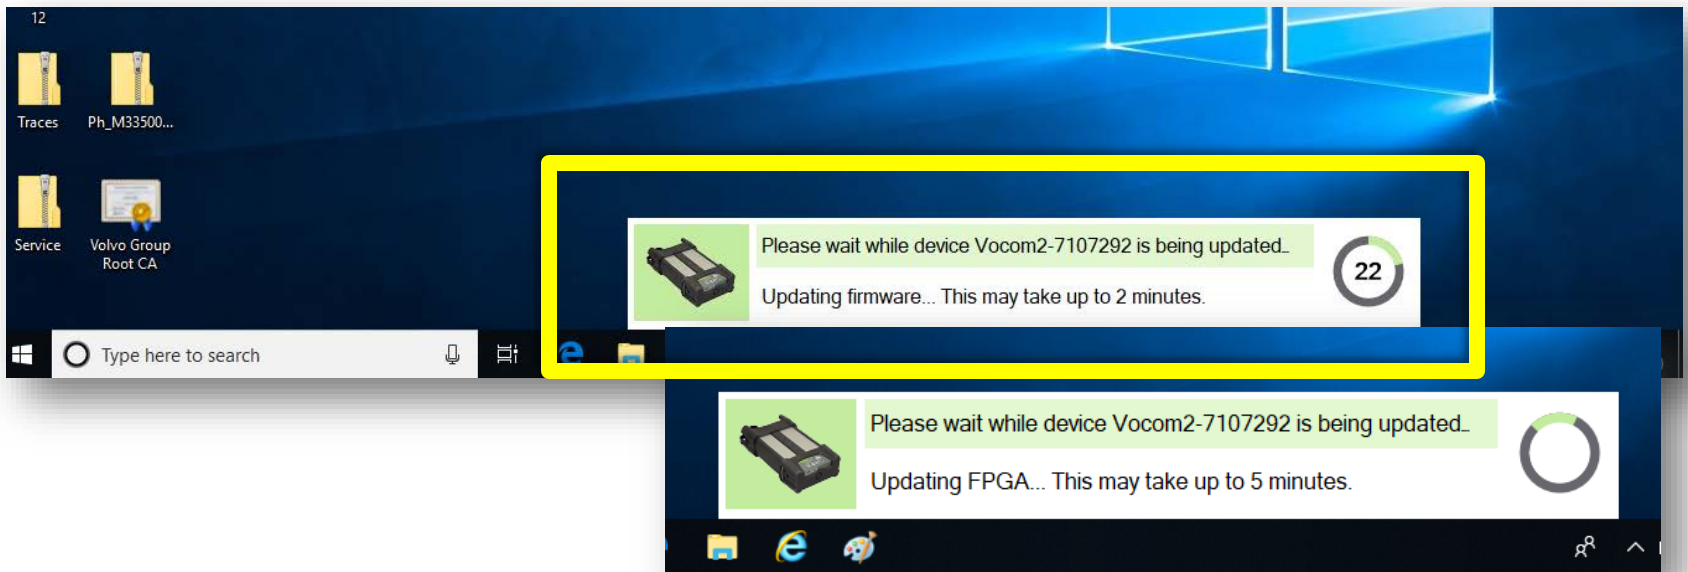 12
Traces
Ph_M33500...
Service
Volvo Group
Root CA
Please wait while device Vocom2-7107292 is being updated..
22
Updating firmware... This may take up to 2 minutes.
Type here to search
Please wait while device Vocom2-7107292 is being updated..
Updating FPGA... This may take up to 5 minutes.